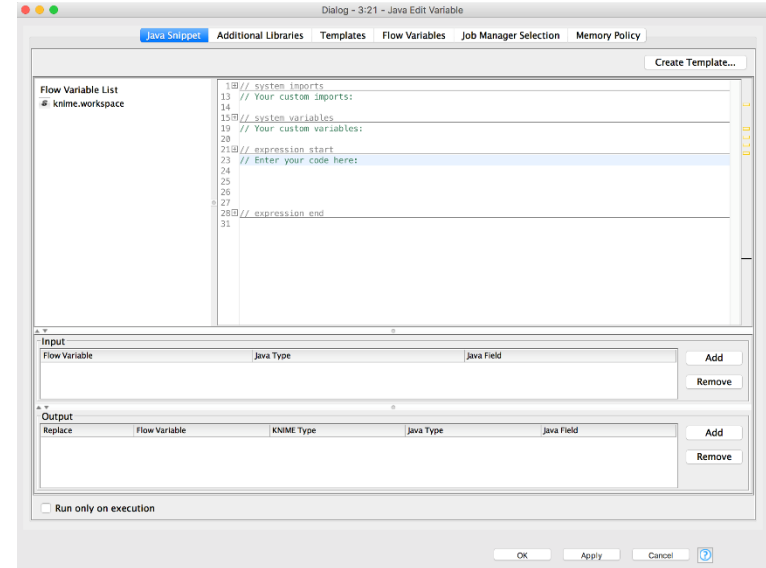 Dialog - 3:21 - Java Edit Variable
Java Snippet Additional Libraries Templates Flow Variables Job Manager Selection Memory Policy
Create Template...
Flow Variable List
knime.workspace
1 // system imports
13 // Your custom imports:
14
15 // system variables
19 // Your custom variables:
20
21 // expression start
23 // Enter your code here:
24
25
26
27
28 // expression end
31
Input
Flow Variable Java Type Java Field
Add
Remove
Output
Replace Flow Variable KNIME Type Java Type Java Field
Add
Remove
Run only on execution
OK Apply Cancel ?